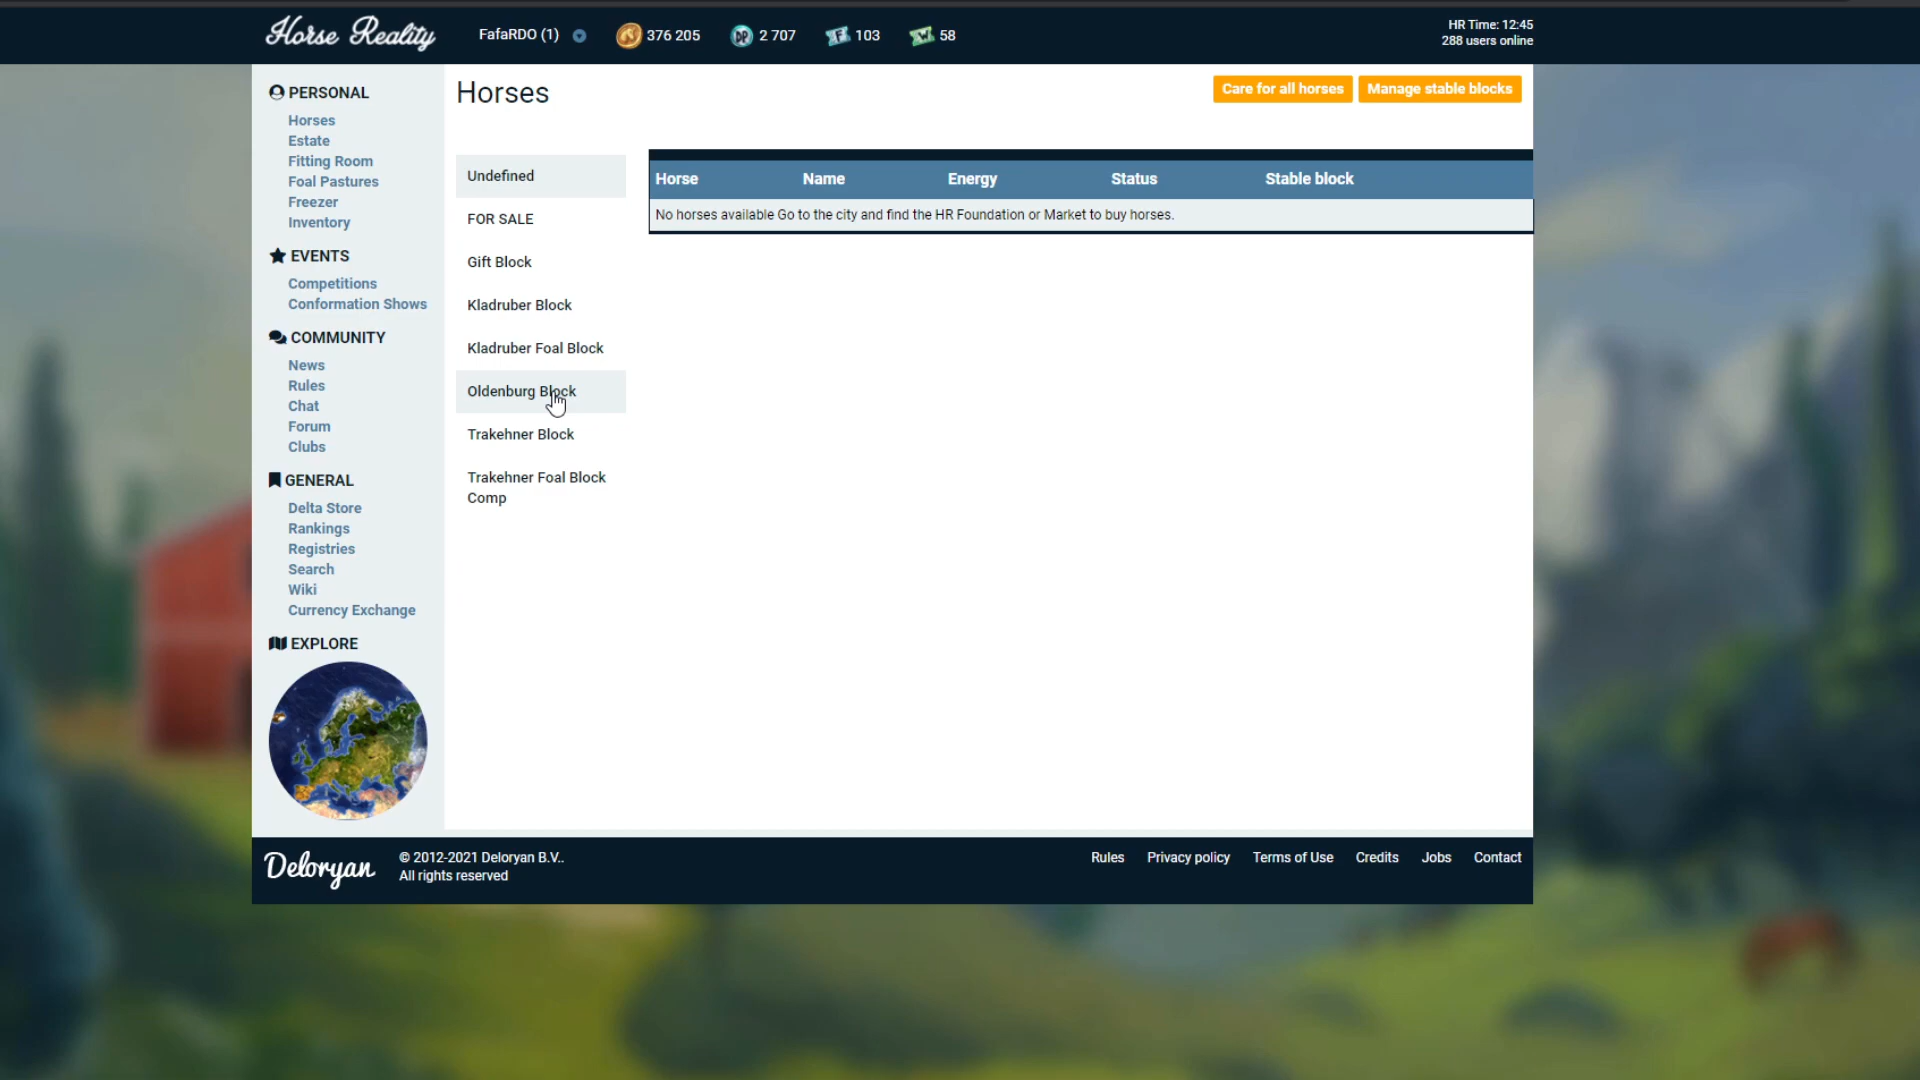 Horse Reality
FafaRDO (1)
376 205
2 707
103
58
HR Time: 12:45
288 users online
PERSONAL
Horses
Estate
Fitting Room
Foal Pastures
Freezer
Inventory
EVENTS
Competitions
Conformation Shows
COMMUNITY
News
Rules
Chat
Forum
Clubs
GENERAL
Delta Store
Rankings
Registries
Search
Wiki
Currency Exchange
EXPLORE
Horses
Care for all horses
Manage stable blocks
Undefined
FOR SALE
Gift Block
Kladruber Block
Kladruber Foal Block
Oldenburg Block
Trakehner Block
Trakehner Foal Block
Comp
Horse Name Energy Status Stable block
No horses available Go to the city and find the HR Foundation or Market to buy horses.
Deloryan
© 2012-2021 Deloryan B.V..
All rights reserved
Rules Privacy policy Terms of Use Credits Jobs Contact